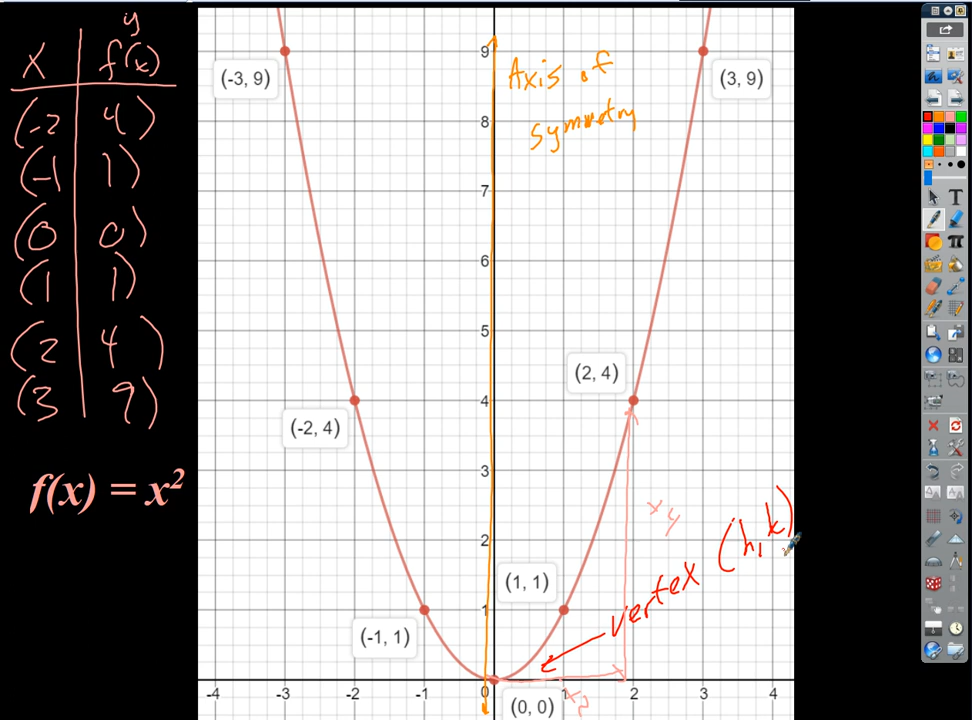 y
x f(x)
(-2 4)
(-1 1)
(0 0)
(1 1)
(2 4)
(3 9)
f(x) = x²
Axis of
symmetry
(-3, 9)
(3, 9)
(-2, 4)
(2, 4)
(-1, 1)
(1, 1)
(0, 0)
x 4
vertex (h, k)
x 2
9
8
7
6
5
4
3
2
1
-4 -3 -2 -1 0 1 2 3 4
T
π